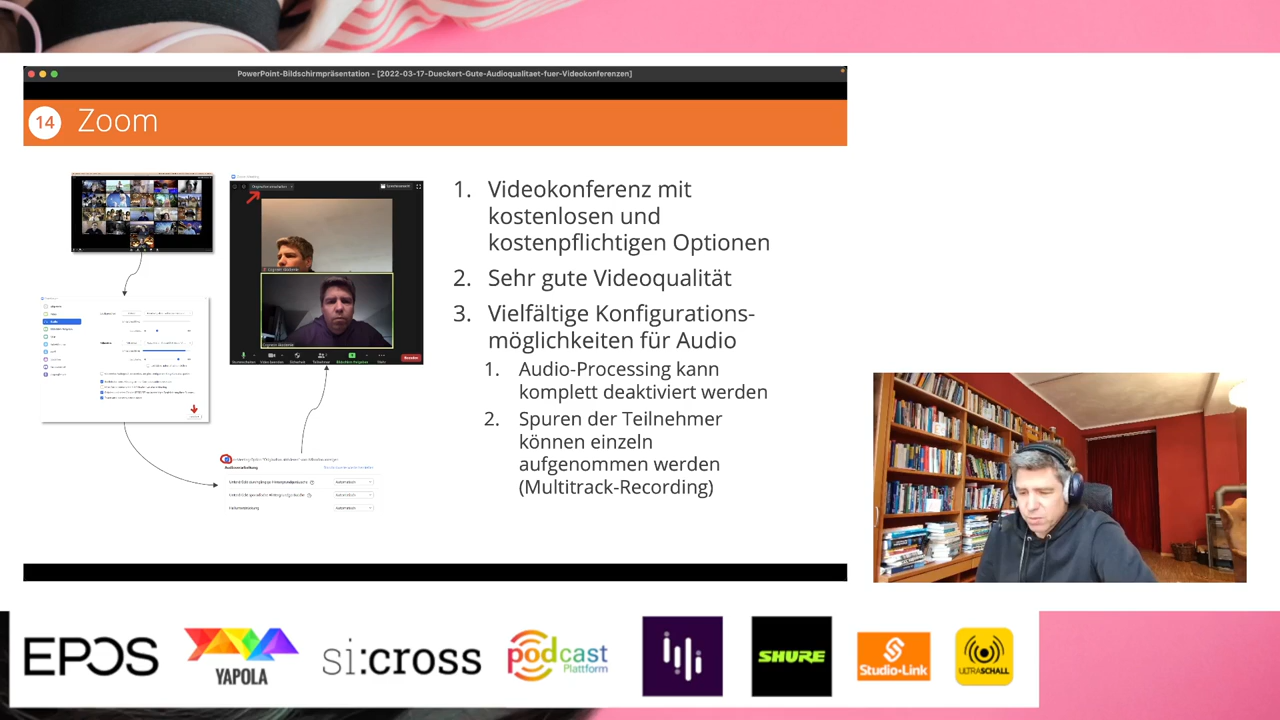 PowerPoint-Bildschirmpräsentation - [2022-03-17-Dueckert-Gute-Audioqualitaet-fuer-Videokonferenzen]
14 Zoom
1. Videokonferenz mit
kostenlosen und
kostenpflichtigen Optionen
2. Sehr gute Videoqualität
3. Vielfältige Konfigurations-
möglichkeiten für Audio
1. Audio-Processing kann
komplett deaktiviert werden
2. Spuren der Teilnehmer
können einzeln
aufgenommen werden
(Multitrack-Recording)
EPOS
YAPOLA
si:cross
podcast
Plattform
SHURE
Studio-Link
ULTRASCHALL